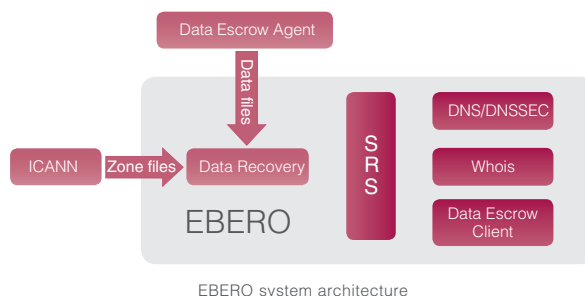 Data Escrow Agent
Data files
DNS/DNSSEC
ICANN
Zone files
Data Recovery
SRS
Whois
EBERO
Data Escrow
Client
EBERO system architecture